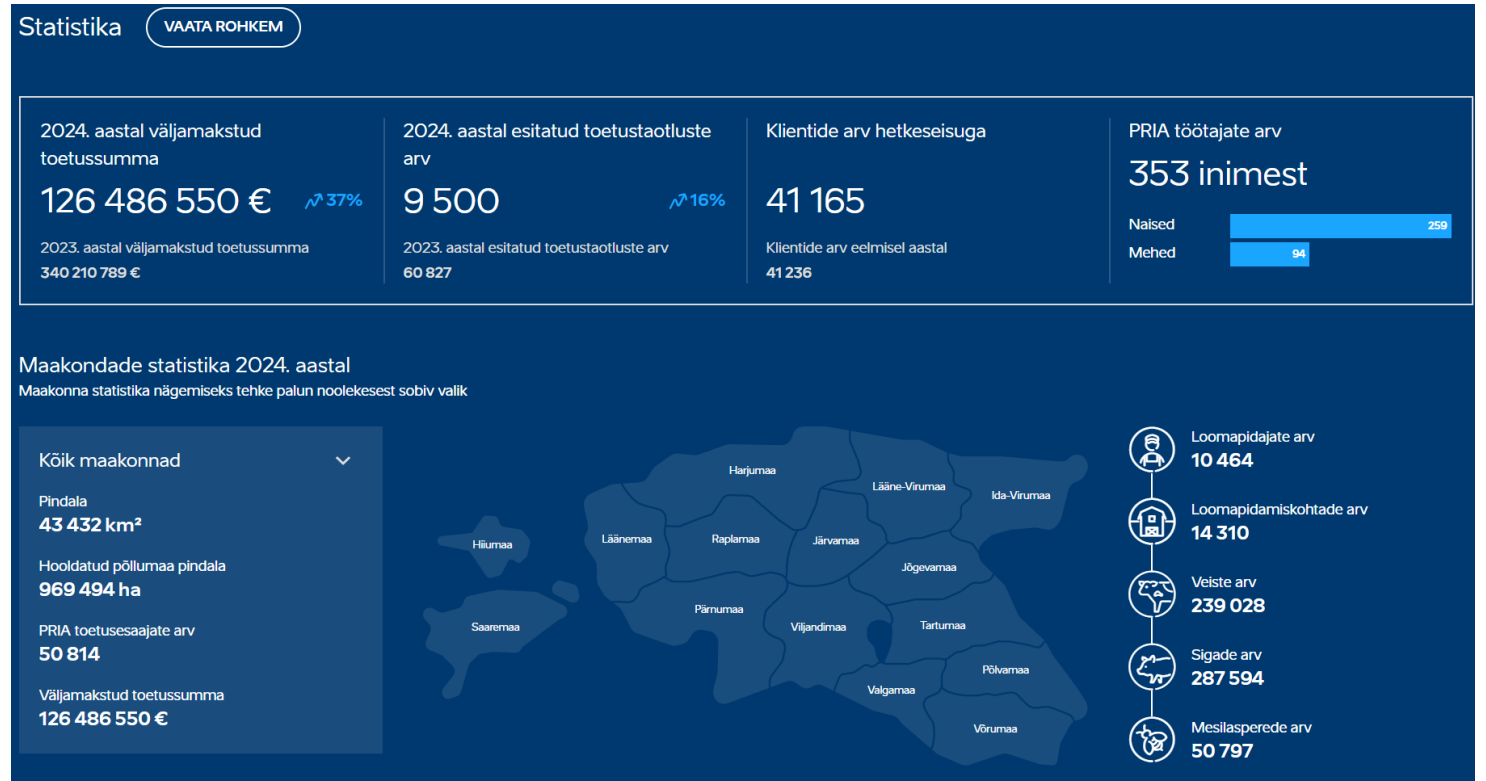 Statistika
VAATA ROHKEM
2024. aastal väljamakstud
toetussumma
126 486 550 €
37%
2023. aastal väljamakstud toetussumma
340 210 789 €
2024. aastal esitatud toetustaotluste
arv
9 500
16%
2023. aastal esitatud toetustaotluste arv
60 827
Klientide arv hetkeseisuga
41 165
Klientide arv eelmisel aastal
41 236
PRIA töötajate arv
353 inimest
Naised
259
Mehed
94
Maakondade statistika 2024. aastal
Maakonna statistika nägemiseks tehke palun noolekesest sobiv valik
Kõik maakonnad
Pindala
43 432 km²
Hooldatud põllumaa pindala
969 494 ha
PRIA toetusesaajate arv
50 814
Väljamakstud toetussumma
126 486 550 €
Harjumaa
Lääne-Virumaa
Ida-Virumaa
Hiiumaa
Läänemaa
Raplamaa
Järvamaa
Jõgevamaa
Saaremaa
Pärnumaa
Viljandimaa
Tartumaa
Põlvamaa
Valgamaa
Võrumaa
Loomapidajate arv
10 464
Loomapidamiskohtade arv
14 310
Veiste arv
239 028
Sigade arv
287 594
Mesilasperede arv
50 797